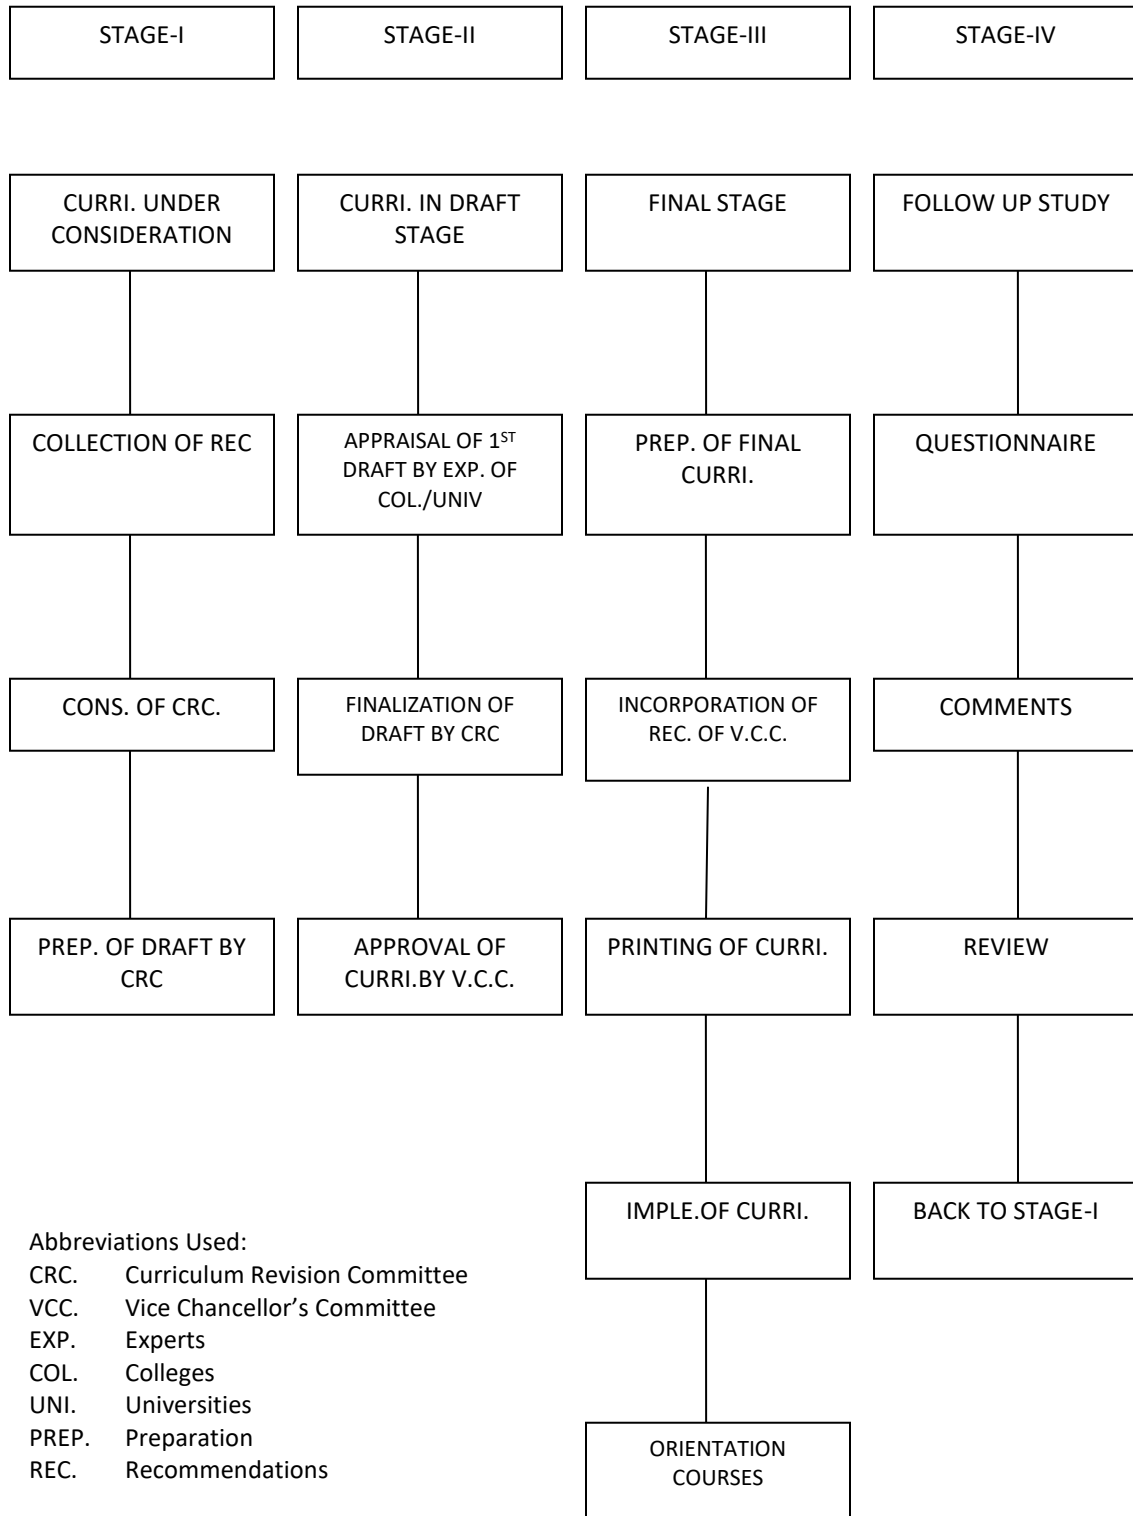 STAGE-I
STAGE-II
STAGE-III
STAGE-IV
CURRI. UNDER
CONSIDERATION
CURRI. IN DRAFT
STAGE
FINAL STAGE
FOLLOW UP STUDY
COLLECTION OF REC
APPRAISAL OF 1ST
DRAFT BY EXP. OF
COL./UNIV
PREP. OF FINAL
CURRI.
QUESTIONNAIRE
CONS. OF CRC.
FINALIZATION OF
DRAFT BY CRC
INCORPORATION OF
REC. OF V.C.C.
COMMENTS
PREP. OF DRAFT BY
CRC
APPROVAL OF
CURRI.BY V.C.C.
PRINTING OF CURRI.
REVIEW
IMPLE.OF CURRI.
BACK TO STAGE-I
Abbreviations Used:
CRC. Curriculum Revision Committee
VCC. Vice Chancellor’s Committee
EXP. Experts
COL. Colleges
UNI. Universities
PREP. Preparation
REC. Recommendations
ORIENTATION
COURSES